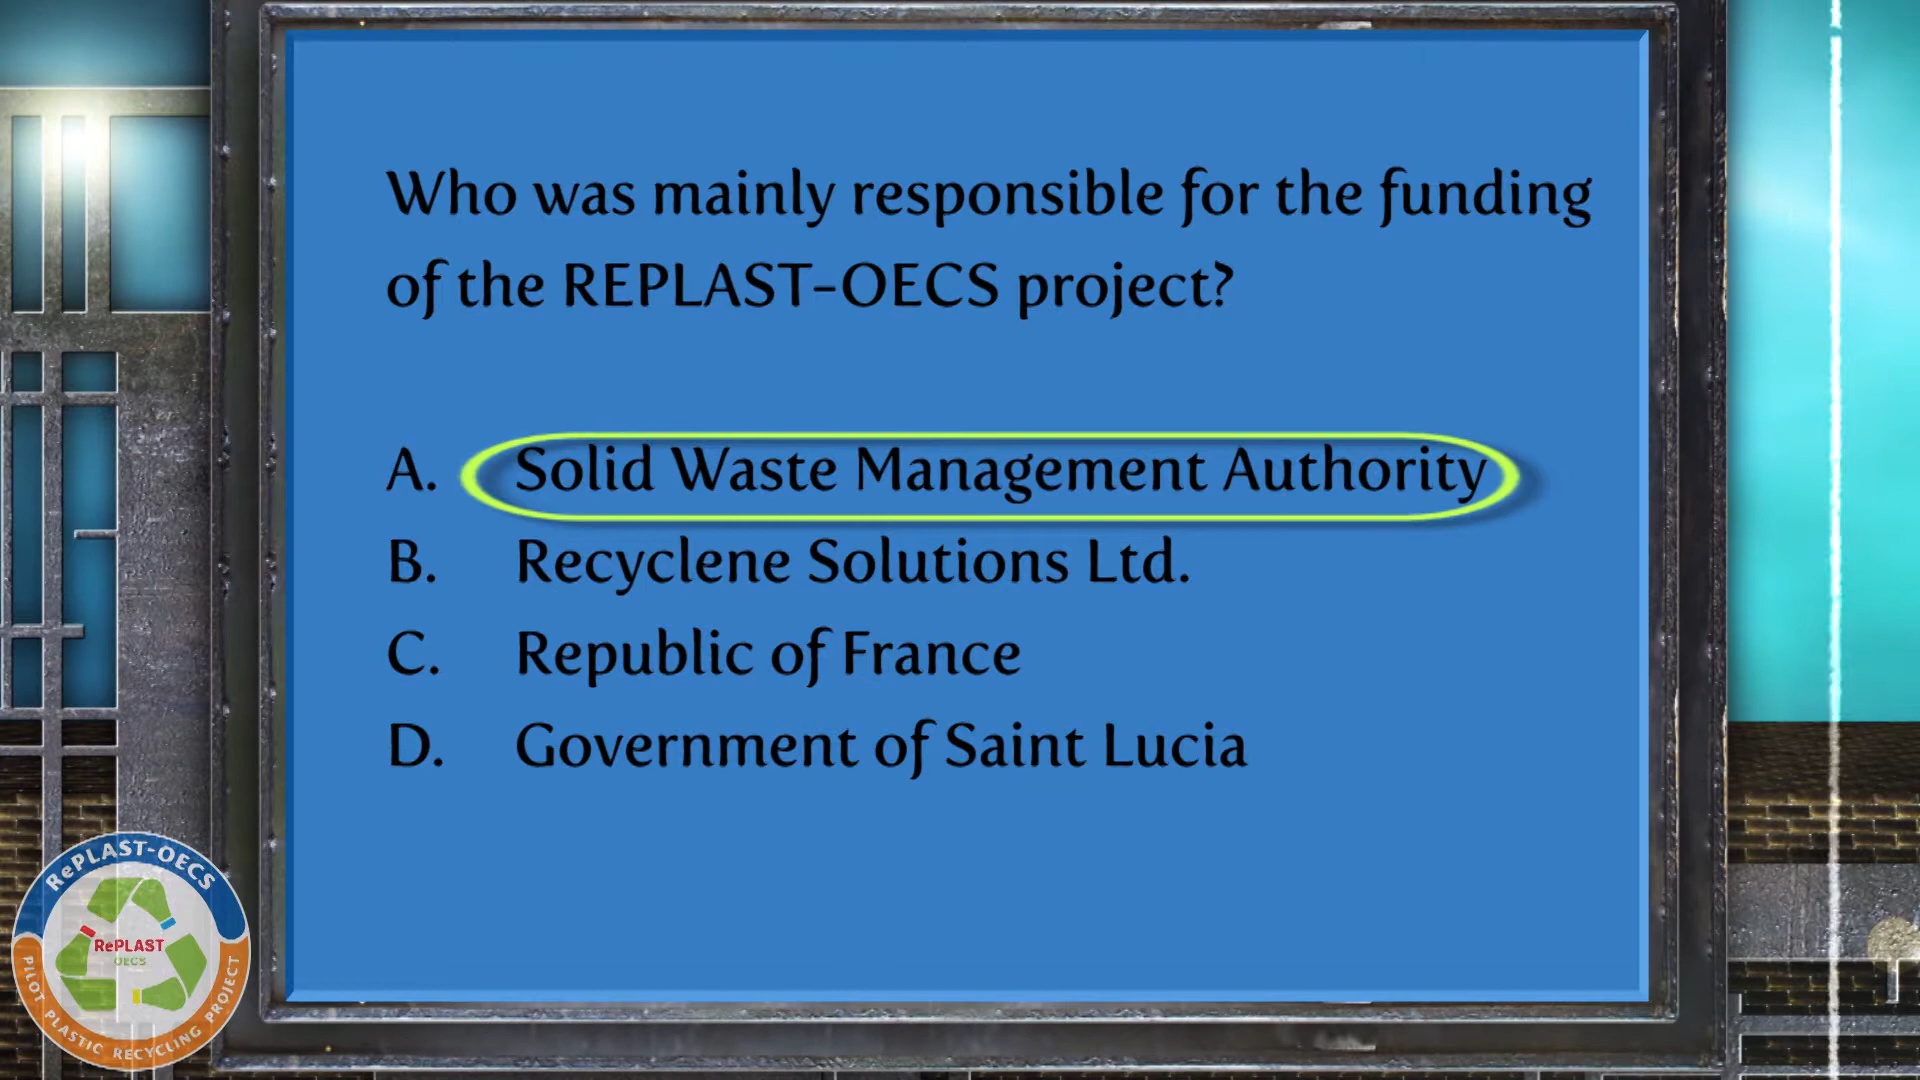 Who was mainly responsible for the funding
of the REPLAST-OECS project?
A. Solid Waste Management Authority
B. Recyclene Solutions Ltd.
C. Republic of France
D. Government of Saint Lucia
RePLAST-OECS
RePLAST
OECS
PILOT PLASTIC RECYCLING PROJECT